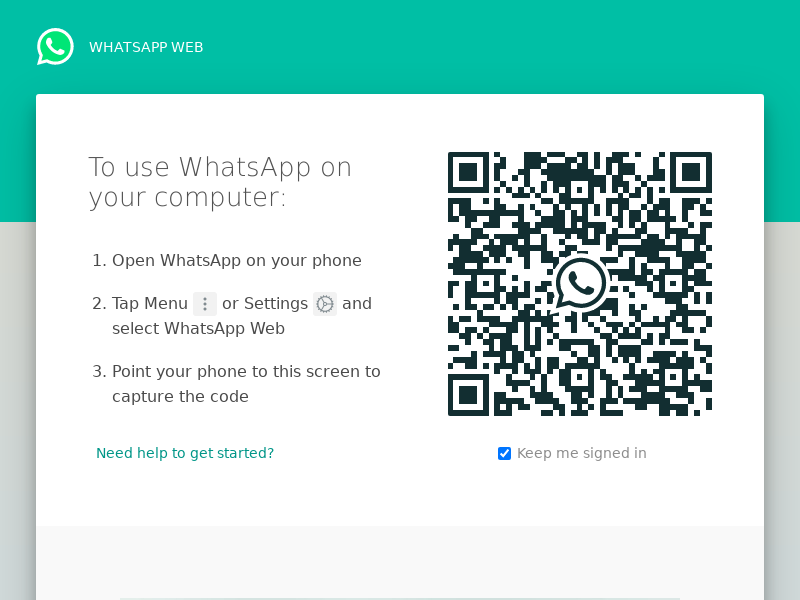 WHATSAPP WEB
To use WhatsApp on
your computer:
1. Open WhatsApp on your phone
2. Tap Menu or Settings and
select WhatsApp Web
3. Point your phone to this screen to
capture the code
Need help to get started?
Keep me signed in